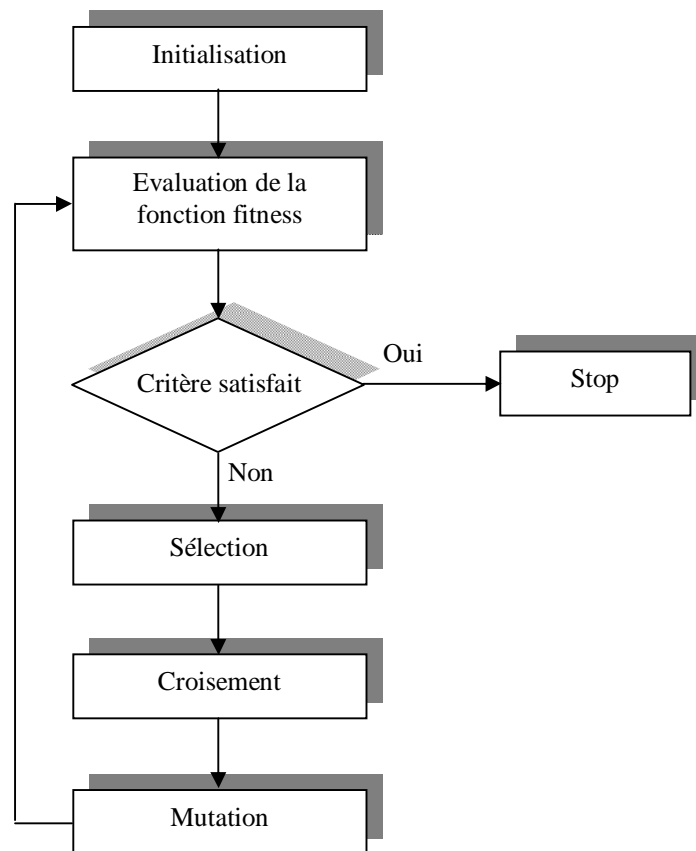 Initialisation
Evaluation de la
fonction fitness
Oui
Critère satisfait
Stop
Non
Sélection
Croisement
Mutation